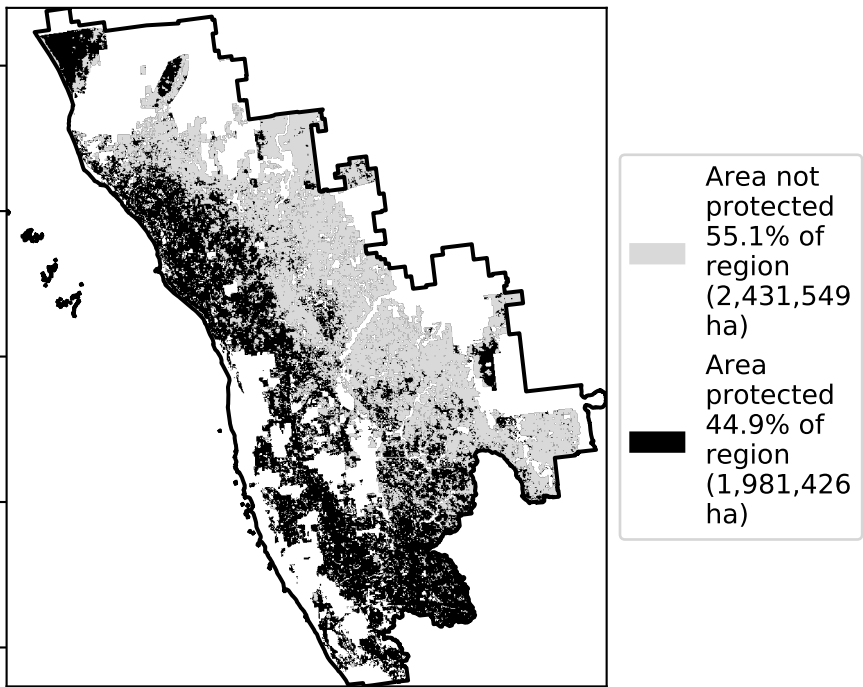 Area not
protected
55.1% of
region
(2,431,549
ha)
Area
protected
44.9% of
region
(1,981,426
ha)